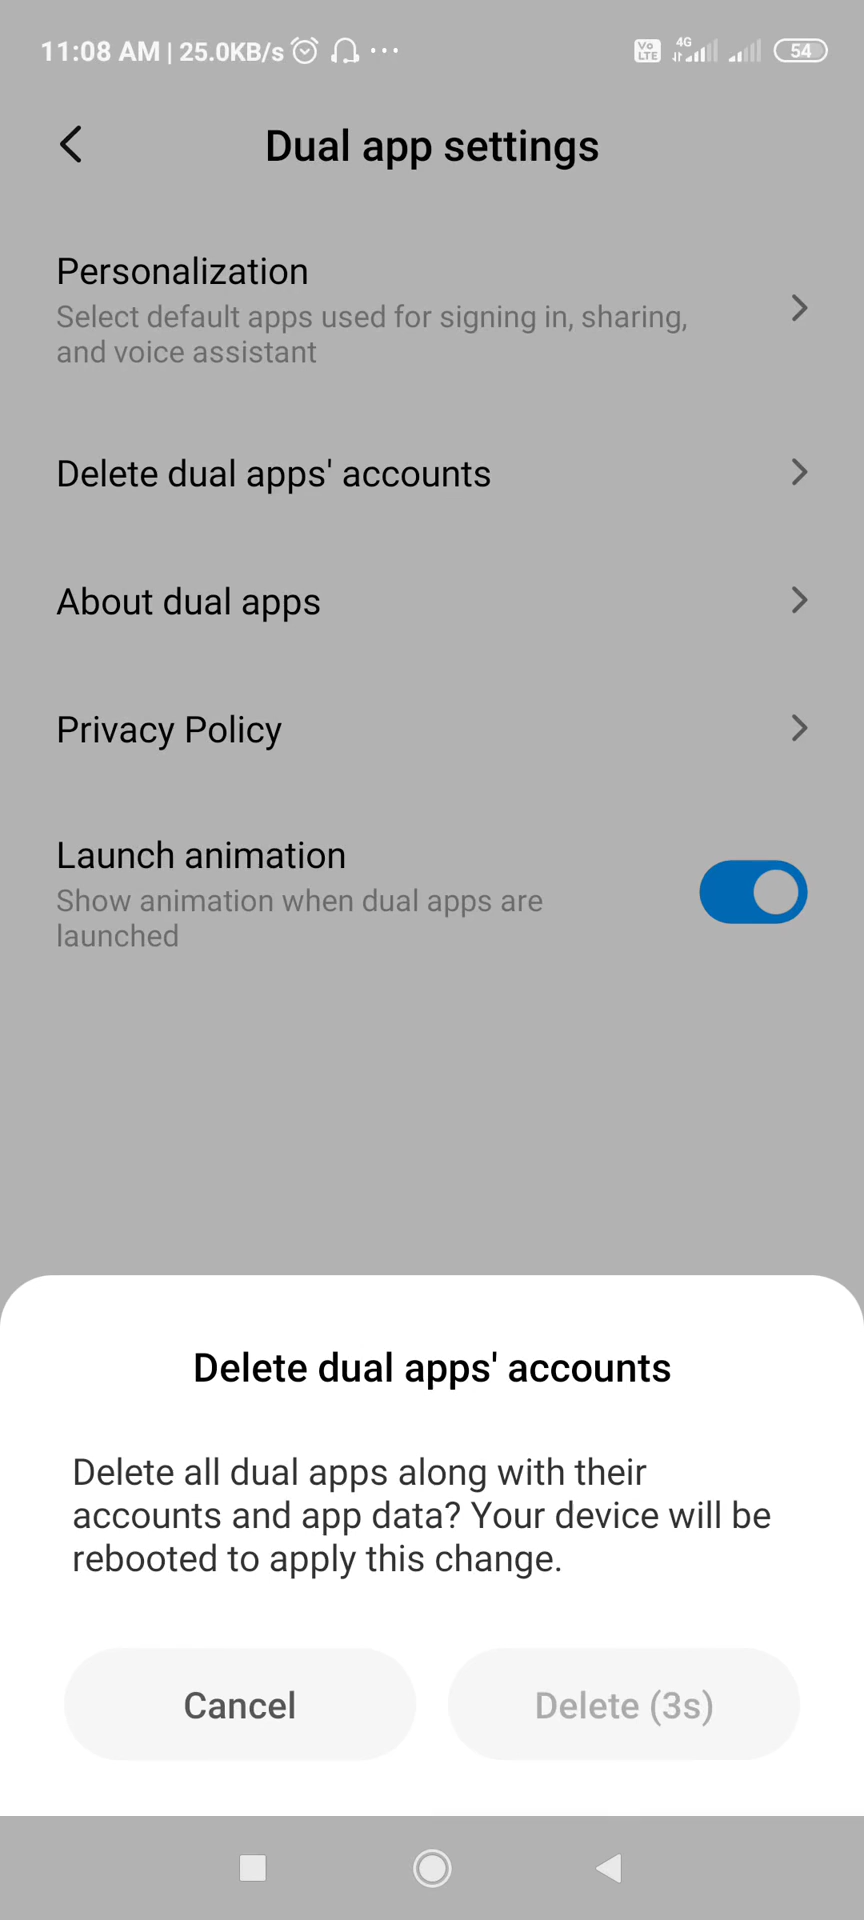 11:08 AM | 25.0KB/s ··· Vo LTE 4G 54
Dual app settings
Personalization
Select default apps used for signing in, sharing,
and voice assistant
Delete dual apps' accounts
About dual apps
Privacy Policy
Launch animation
Show animation when dual apps are
launched
Delete dual apps' accounts
Delete all dual apps along with their
accounts and app data? Your device will be
rebooted to apply this change.
Cancel
Delete (3s)